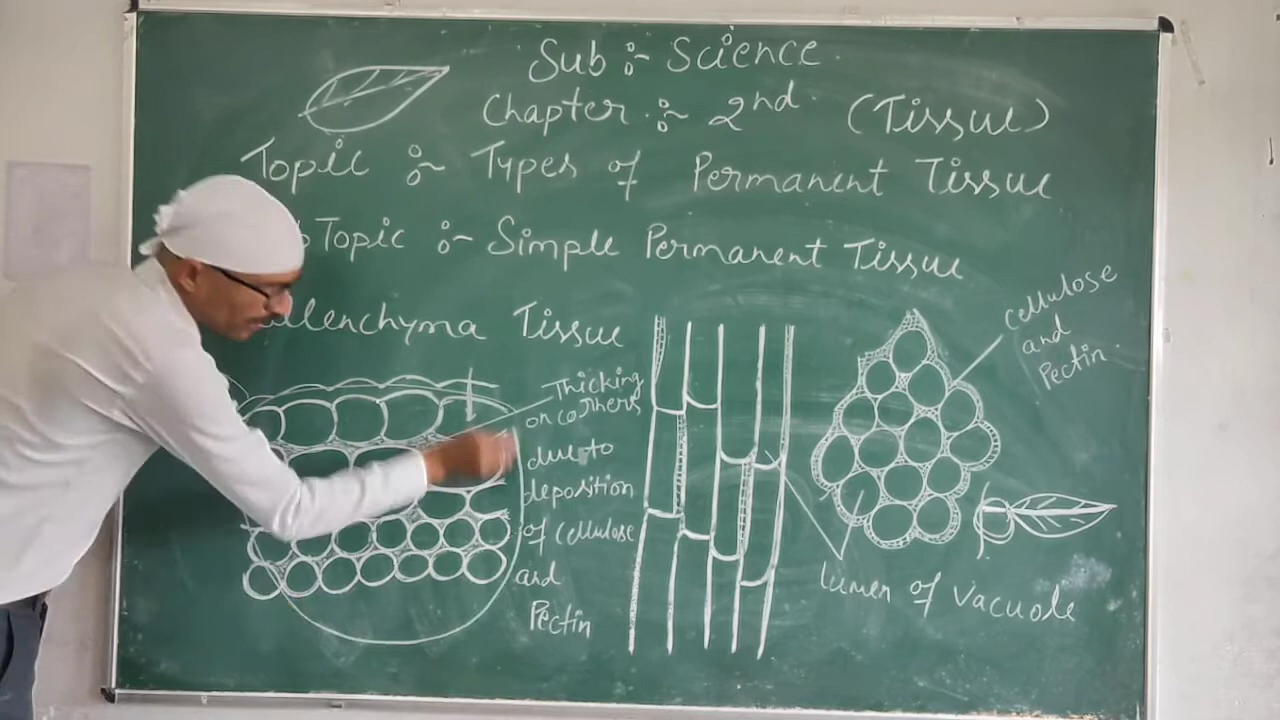 Sub :- Science
Chapter :- 2nd (Tissue)
Topic :- Types of Permanent Tissue
Topic :- Simple Permanent Tissue
lenchyma Tissue
Thicking
on corners
due to
deposition
of cellulose
and
Pectin
cellulose
and
Pectin
lumen of vacuole